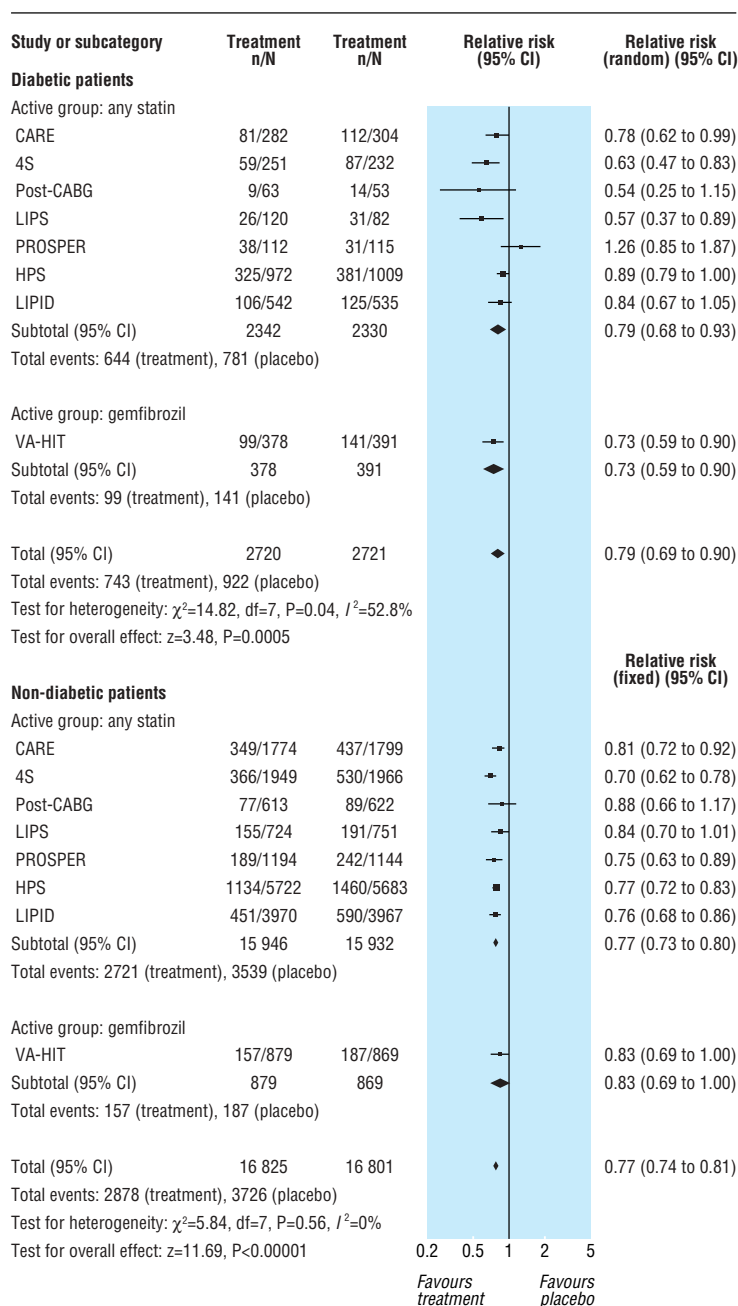 Study or subcategory Treatment n/N Treatment n/N Relative risk (95% CI) Relative risk (random) (95% CI)
Diabetic patients
Active group: any statin
CARE 81/282 112/304 0.78 (0.62 to 0.99)
4S 59/251 87/232 0.63 (0.47 to 0.83)
Post-CABG 9/63 14/53 0.54 (0.25 to 1.15)
LIPS 26/120 31/82 0.57 (0.37 to 0.89)
PROSPER 38/112 31/115 1.26 (0.85 to 1.87)
HPS 325/972 381/1009 0.89 (0.79 to 1.00)
LIPID 106/542 125/535 0.84 (0.67 to 1.05)
Subtotal (95% CI) 2342 2330 0.79 (0.68 to 0.93)
Total events: 644 (treatment), 781 (placebo)
Active group: gemfibrozil
VA-HIT 99/378 141/391 0.73 (0.59 to 0.90)
Subtotal (95% CI) 378 391 0.73 (0.59 to 0.90)
Total events: 99 (treatment), 141 (placebo)
Total (95% CI) 2720 2721 0.79 (0.69 to 0.90)
Total events: 743 (treatment), 922 (placebo)
Test for heterogeneity: χ²=14.82, df=7, P=0.04, I²=52.8%
Test for overall effect: z=3.48, P=0.0005
Relative risk (fixed) (95% CI)
Non-diabetic patients
Active group: any statin
CARE 349/1774 437/1799 0.81 (0.72 to 0.92)
4S 366/1949 530/1966 0.70 (0.62 to 0.78)
Post-CABG 77/613 89/622 0.88 (0.66 to 1.17)
LIPS 155/724 191/751 0.84 (0.70 to 1.01)
PROSPER 189/1194 242/1144 0.75 (0.63 to 0.89)
HPS 1134/5722 1460/5683 0.77 (0.72 to 0.83)
LIPID 451/3970 590/3967 0.76 (0.68 to 0.86)
Subtotal (95% CI) 15 946 15 932 0.77 (0.73 to 0.80)
Total events: 2721 (treatment), 3539 (placebo)
Active group: gemfibrozil
VA-HIT 157/879 187/869 0.83 (0.69 to 1.00)
Subtotal (95% CI) 879 869 0.83 (0.69 to 1.00)
Total events: 157 (treatment), 187 (placebo)
Total (95% CI) 16 825 16 801 0.77 (0.74 to 0.81)
Total events: 2878 (treatment), 3726 (placebo)
Test for heterogeneity: χ²=5.84, df=7, P=0.56, I²=0%
Test for overall effect: z=11.69, P<0.00001
0.2 0.5 1 2 5
Favours treatment Favours placebo